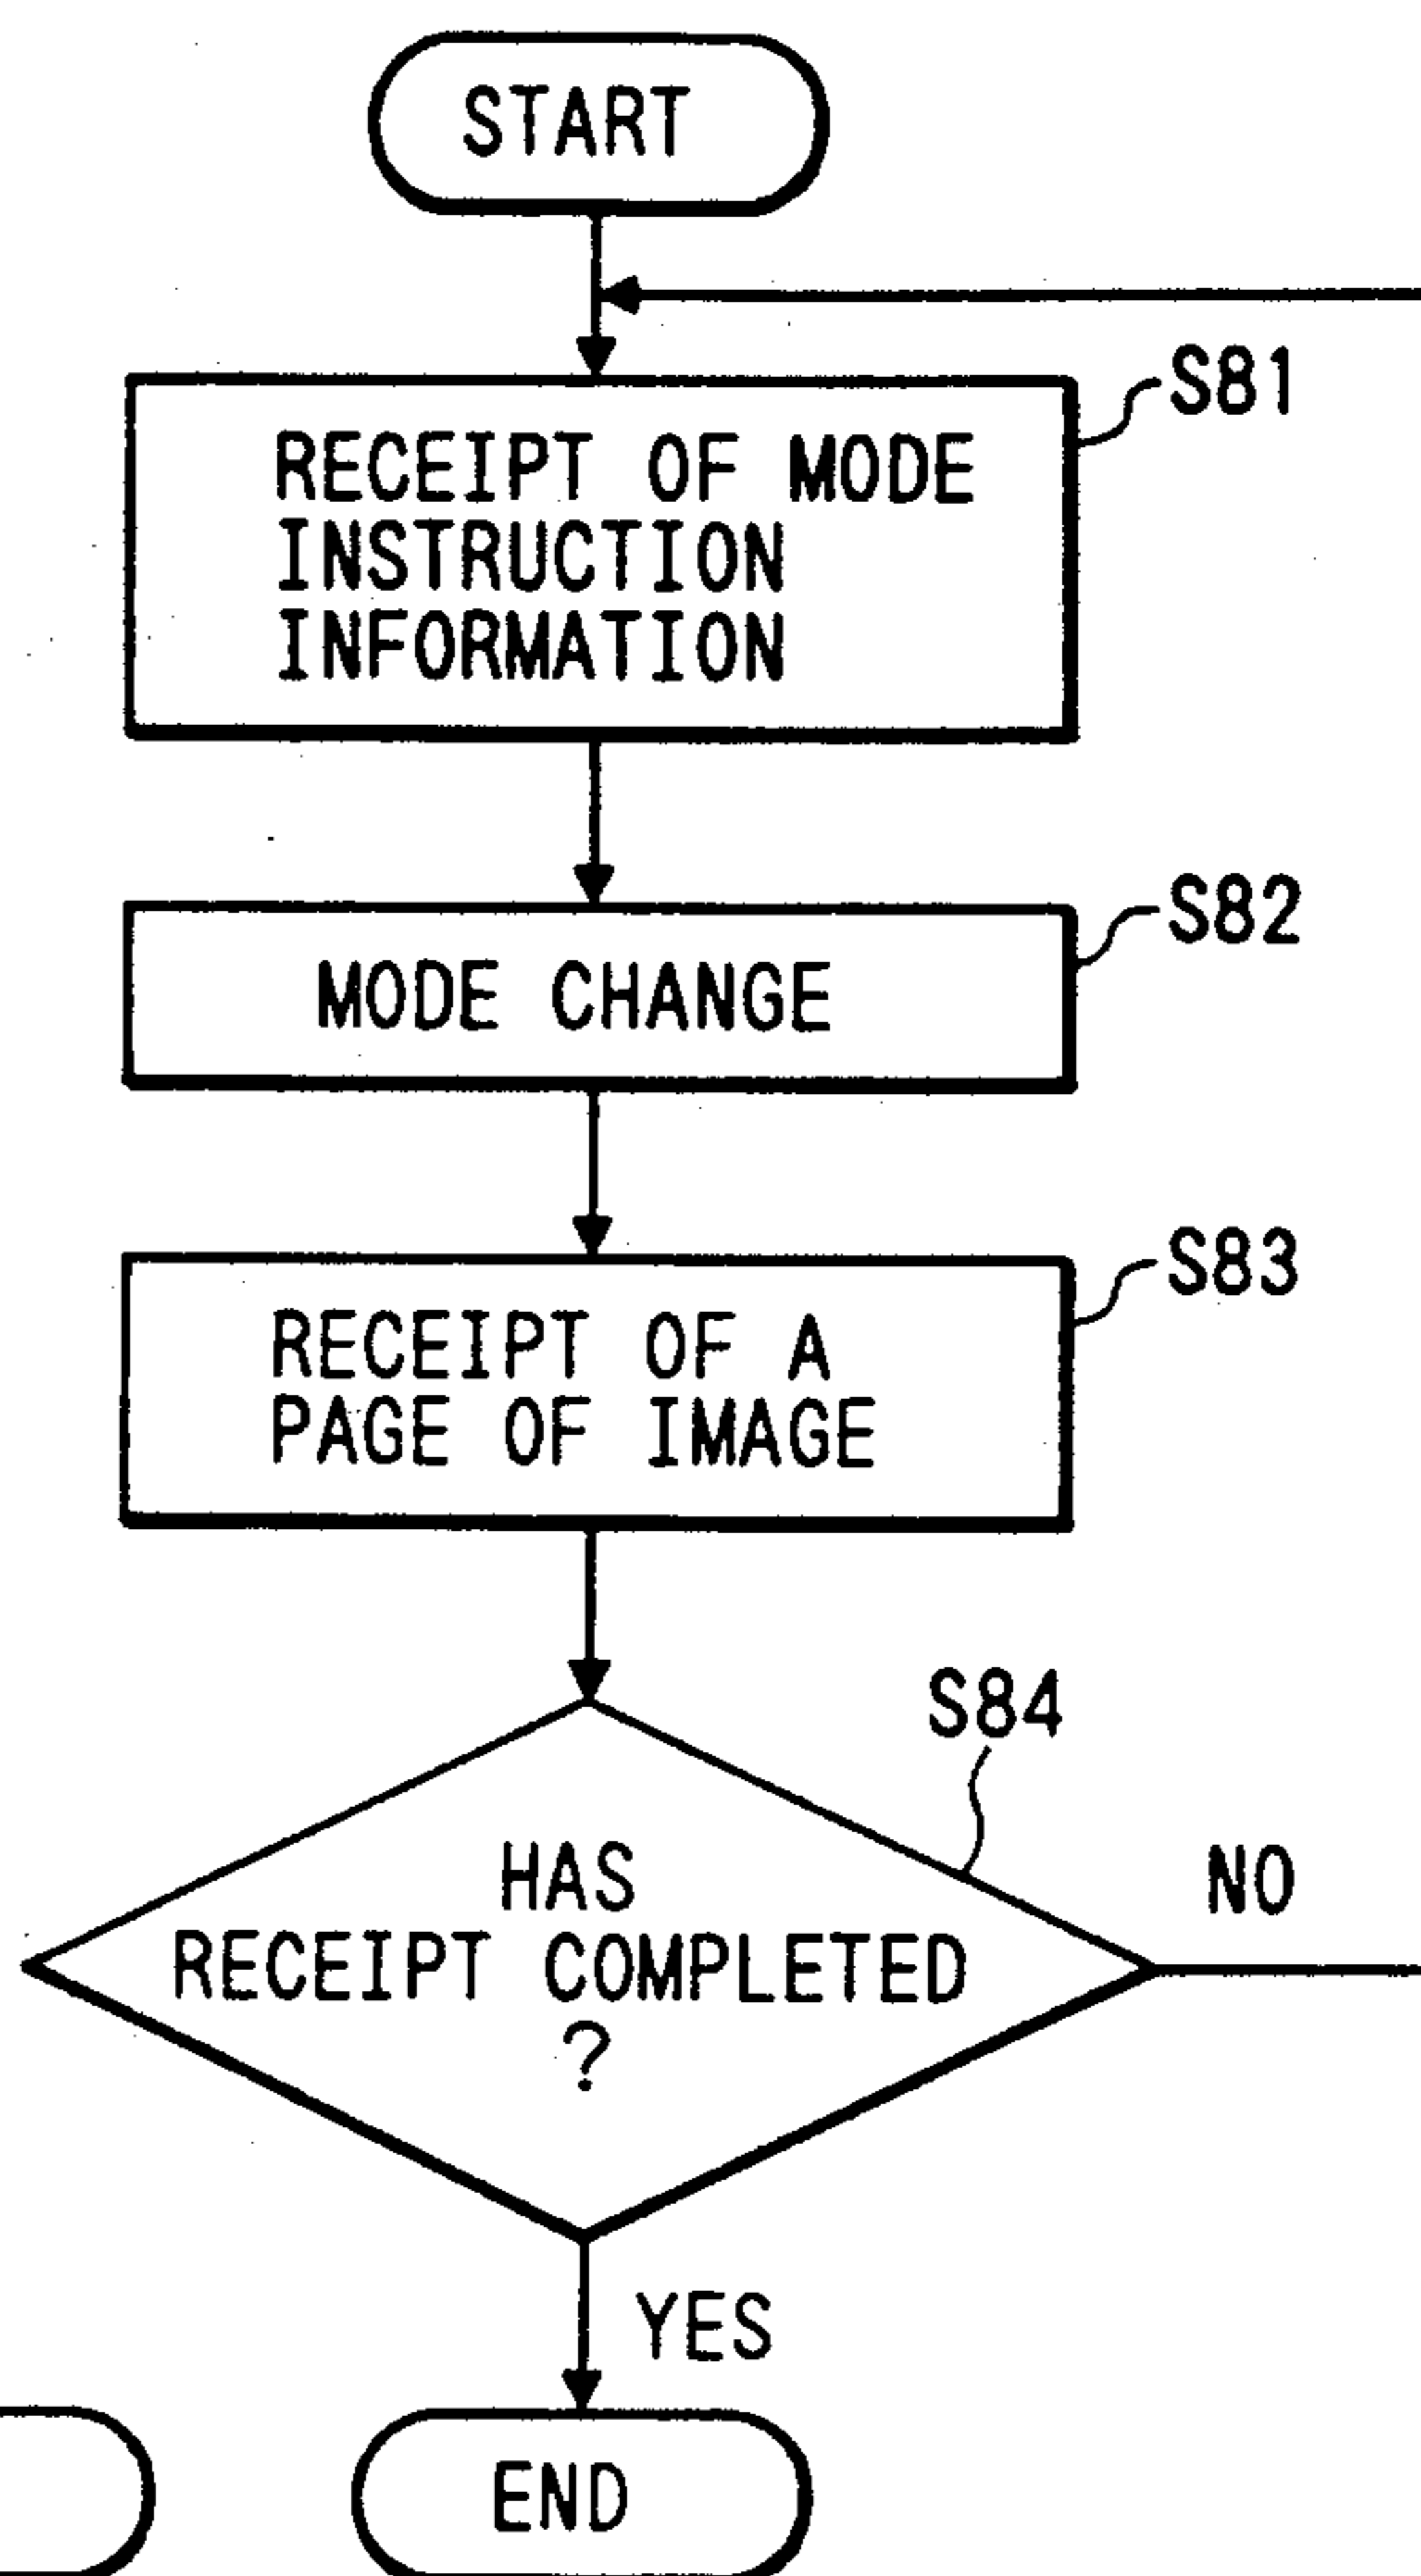 START
S81
RECEIPT OF MODE
INSTRUCTION
INFORMATION
S82
MODE CHANGE
S83
RECEIPT OF A
PAGE OF IMAGE
S84
HAS
RECEIPT COMPLETED
?
NO
YES
END